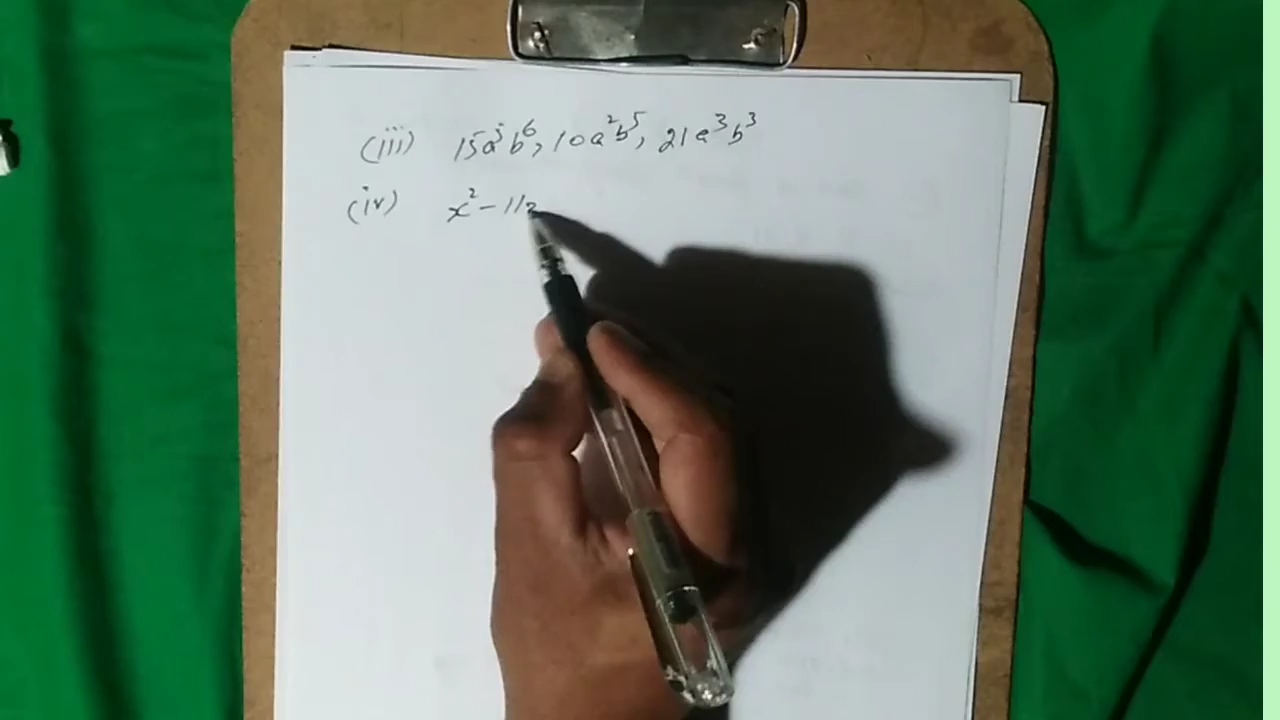 (iii) 15a³b⁶, 10a²b⁵, 21a³b³
(iv) x² - 11